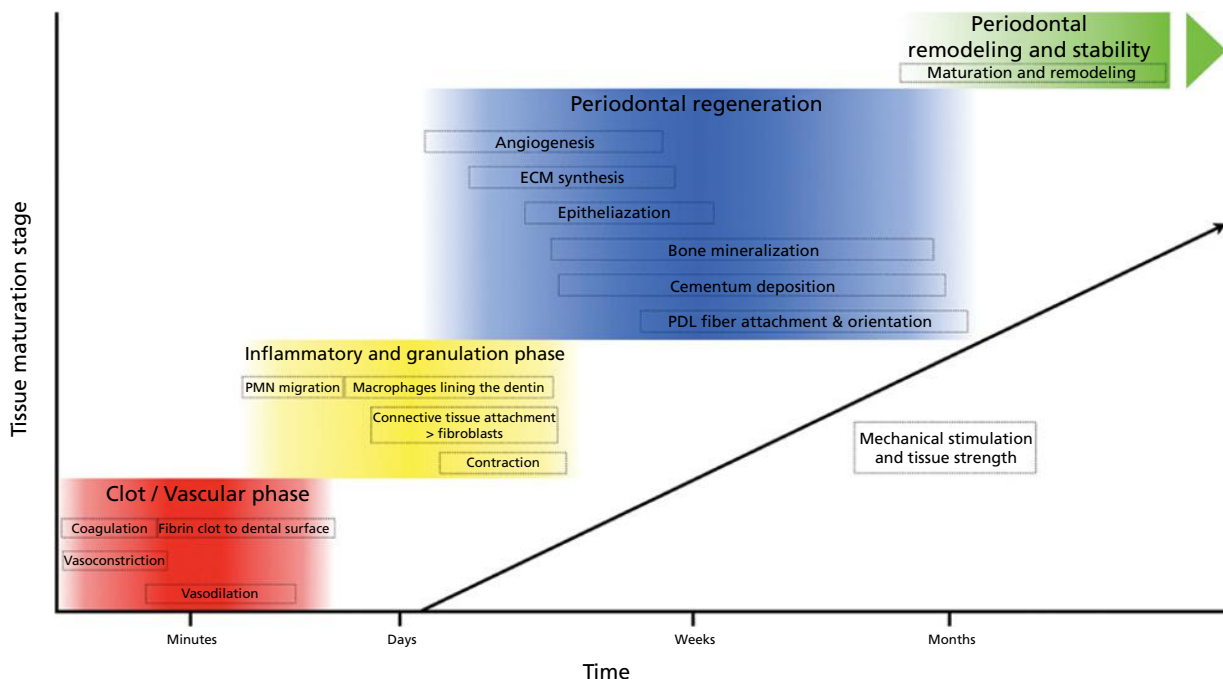 Periodontal
remodeling and stability
Maturation and remodeling
Periodontal regeneration
Angiogenesis
ECM synthesis
Epitheliazation
Bone mineralization
Cementum deposition
PDL fiber attachment & orientation
Inflammatory and granulation phase
PMN migration
Macrophages lining the dentin
Connective tissue attachment
> fibroblasts
Contraction
Mechanical stimulation
and tissue strength
Clot / Vascular phase
Coagulation
Fibrin clot to dental surface
Vasoconstriction
Vasodilation
Tissue maturation stage
Minutes
Days
Weeks
Months
Time